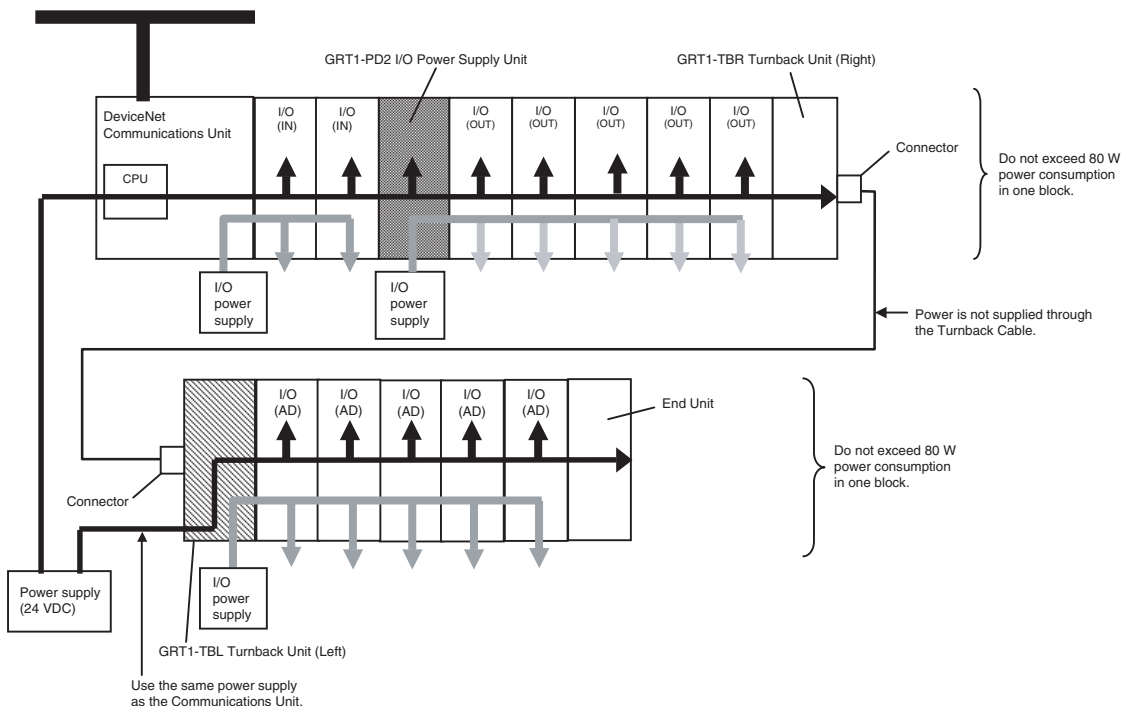 GRT1-PD2 I/O Power Supply Unit
GRT1-TBR Turnback Unit (Right)
DeviceNet
Communications Unit
CPU
I/O
(IN)
I/O
(IN)
I/O
(OUT)
I/O
(OUT)
I/O
(OUT)
I/O
(OUT)
I/O
(OUT)
Connector
Do not exceed 80 W
power consumption
in one block.
I/O
power
supply
I/O
power
supply
Power is not supplied through
the Turnback Cable.
I/O
(AD)
I/O
(AD)
I/O
(AD)
I/O
(AD)
I/O
(AD)
End Unit
Do not exceed 80 W
power consumption
in one block.
Connector
Power supply
(24 VDC)
I/O
power
supply
GRT1-TBL Turnback Unit (Left)
Use the same power supply
as the Communications Unit.